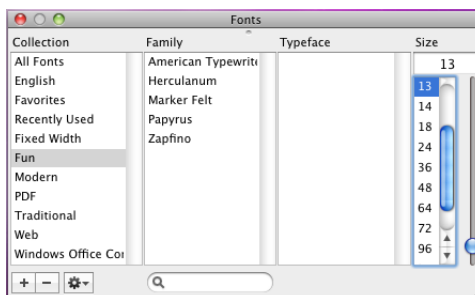 Fonts
Collection Family Typeface Size
All Fonts
English
Favorites
Recently Used
Fixed Width
Fun
Modern
PDF
Traditional
Web
Windows Office Cor
American Typewrite
Herculanum
Marker Felt
Papyrus
Zapfino
13
13
14
18
24
36
48
64
72
96